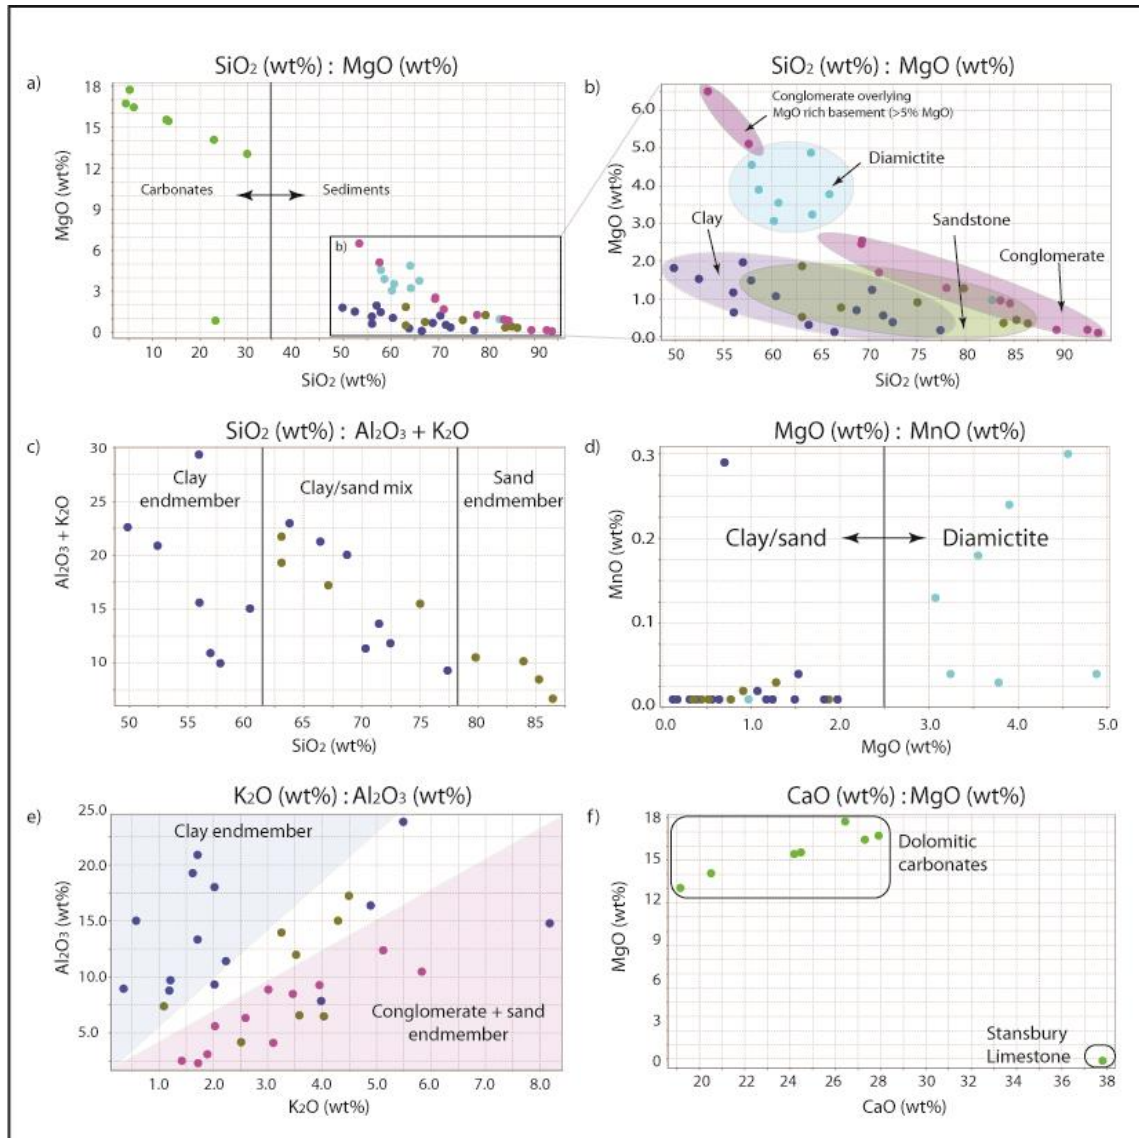 a)
SiO₂ (wt%) : MgO (wt%)
18
15
12
9
6
3
0
MgO (wt%)
Carbonates
Sediments
b)
10
20
30
40
50
60
70
80
90
SiO₂ (wt%)
b)
SiO₂ (wt%) : MgO (wt%)
6.0
5.0
4.0
3.0
2.0
1.0
0.0
MgO (wt%)
Conglomerate overlying
MgO rich basement (>5% MgO)
Diamictite
Clay
Sandstone
Conglomerate
50
55
60
65
70
75
80
85
90
SiO₂ (wt%)
c)
SiO₂ (wt%) : Al₂O₃ + K₂O
30
25
20
15
10
Al₂O₃ + K₂O
Clay
endmember
Clay/sand mix
Sand
endmember
50
55
60
65
70
75
80
85
SiO₂ (wt%)
d)
MgO (wt%) : MnO (wt%)
0.3
0.2
0.1
0.0
MnO (wt%)
Clay/sand
Diamictite
0.0
1.0
2.0
3.0
4.0
5.0
MgO (wt%)
e)
K₂O (wt%) : Al₂O₃ (wt%)
25.0
20.0
15.0
10.0
5.0
Al₂O₃ (wt%)
Clay endmember
Conglomerate + sand
endmember
1.0
2.0
3.0
4.0
5.0
6.0
7.0
8.0
K₂O (wt%)
f)
CaO (wt%) : MgO (wt%)
18
15
12
9
6
3
0
MgO (wt%)
Dolomitic
carbonates
Stansbury
Limestone
20
22
24
26
28
30
32
34
36
38
CaO (wt%)